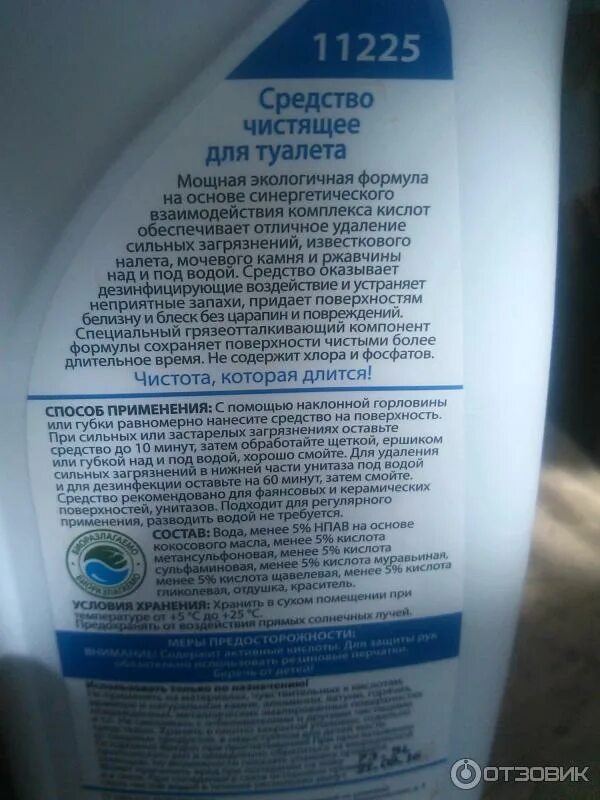 11225
Средство
чистящее
для туалета
Мощная экологичная формула
на основе синергетического
взаимодействия комплекса кислот
обеспечивает отличное удаление
сильных загрязнений, известкового
налета, мочевого камня и ржавчины
над и под водой. Средство оказывает
дезинфицирующие воздействие и устраняет
неприятные запахи, придает поверхностям
белизну и блеск без царапин и повреждений.
Специальный грязеотталкивающий компонент
формулы сохраняет поверхности чистыми более
длительное время. Не содержит хлора и фосфатов.
Чистота, которая длится!
СПОСОБ ПРИМЕНЕНИЯ: С помощью наклонной горловины
или губки равномерно нанесите средство на поверхность.
При сильных или застарелых загрязнениях оставьте
средство до 10 минут, затем обработайте щеткой, ершиком
или губкой над и под водой, хорошо смойте. Для удаления
сильных загрязнений в нижней части унитаза под водой
и для дезинфекции оставьте на 60 минут, затем смойте.
Средство рекомендовано для фаянсовых и керамических
поверхностей, унитазов. Подходит для регулярного
применения, разводить водой не требуется.
БИОРАЗЛАГАЕМО
БИОРАЗЛАГАЕМО
СОСТАВ: Вода, менее 5% НПАВ на основе
кокосового масла, менее 5% кислота
метансульфоновая, менее 5% кислота
сульфаминовая, менее 5% кислота муравьиная,
менее 5% кислота щавелевая, менее 5% кислота
гликолевая, отдушка, краситель.
УСЛОВИЯ ХРАНЕНИЯ: Хранить в сухом помещении при
температуре от +5 °С до +25 °С.
Предохранять от воздействия прямых солнечных лучей.
МЕРЫ ПРЕДОСТОРОЖНОСТИ:
ВНИМАНИЕ! Содержит активные кислоты. Для защиты рук
обязательно использовать резиновые перчатки.
Беречь от детей!
Использовать только по назначению!
ОТЗОВИК